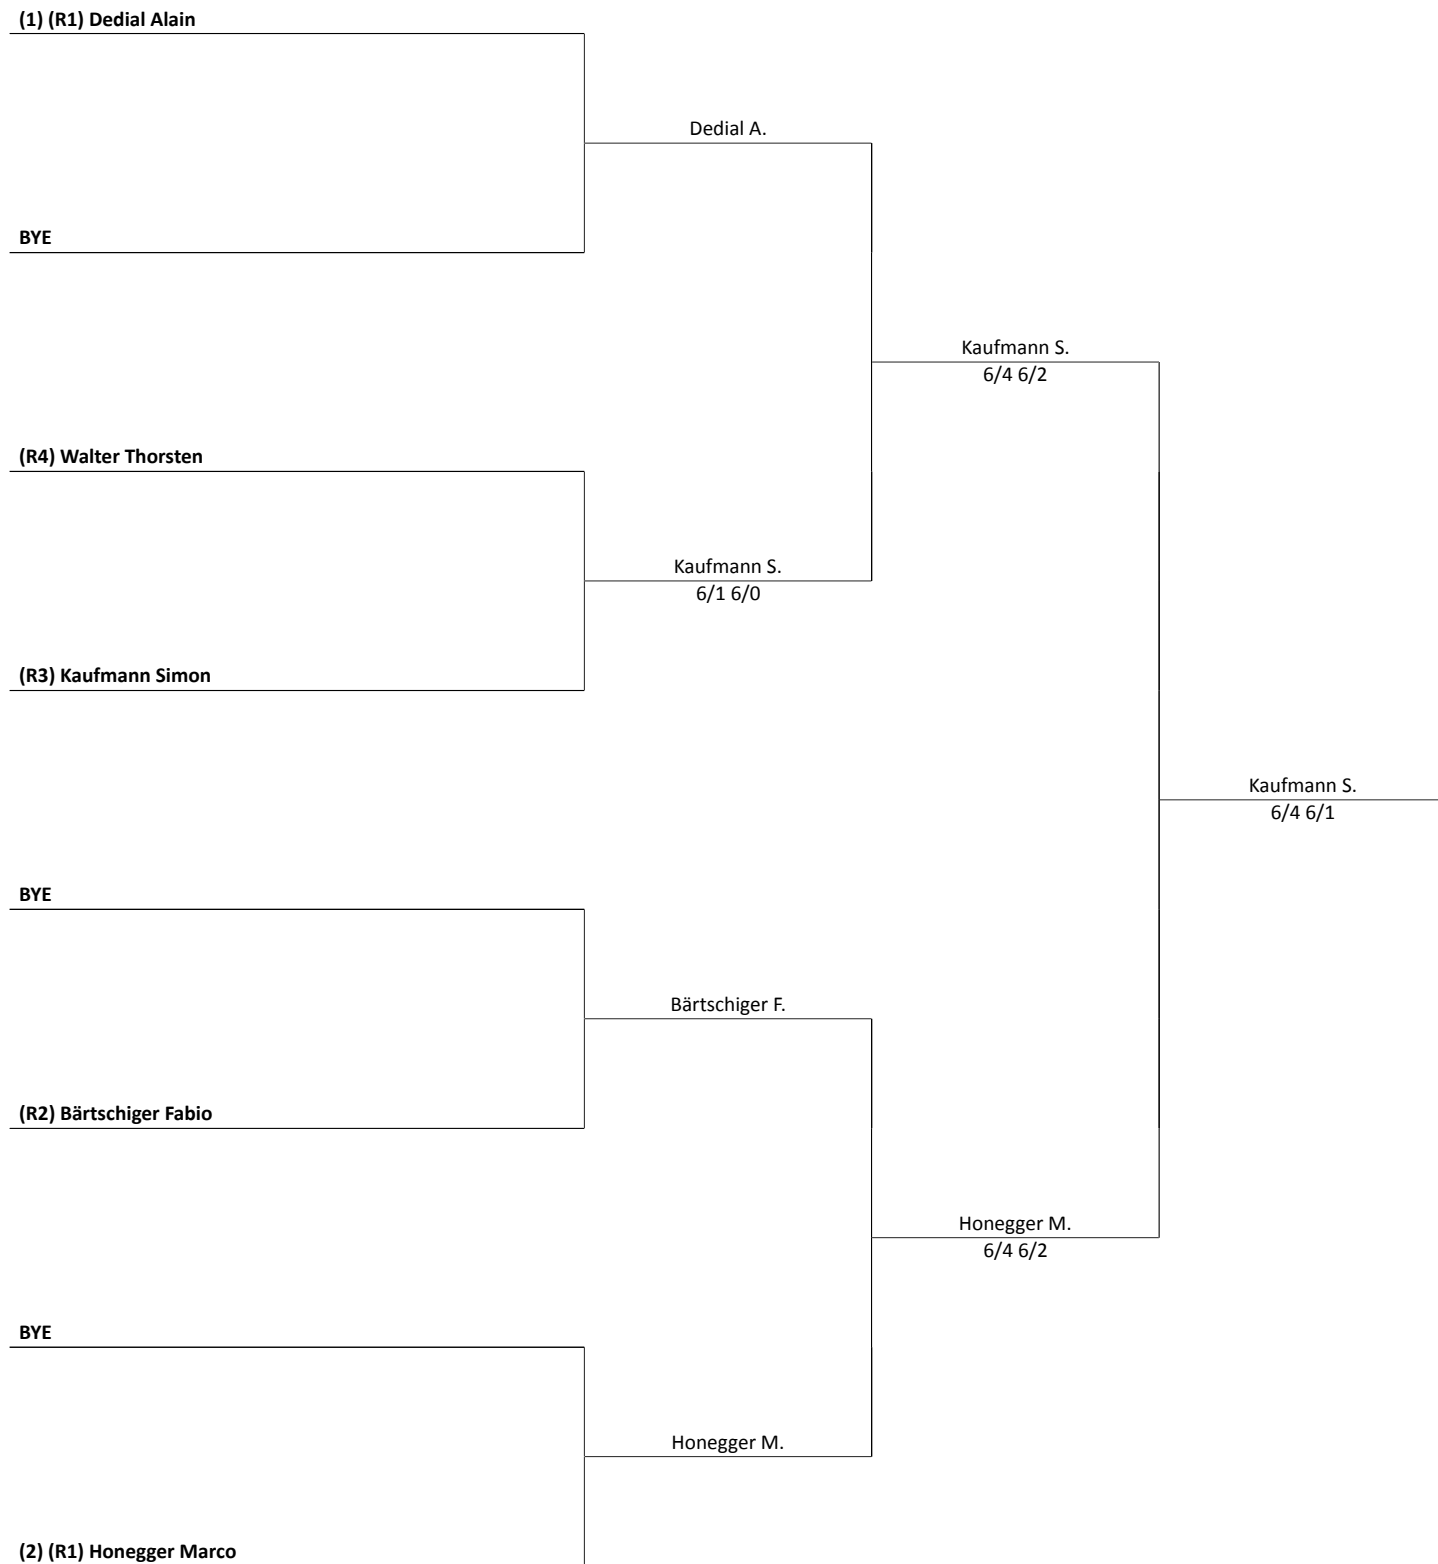 (1) (R1) Dedial Alain
Dedial A.
BYE
Kaufmann S.
6/4 6/2
(R4) Walter Thorsten
Kaufmann S.
6/1 6/0
(R3) Kaufmann Simon
Kaufmann S.
6/4 6/1
BYE
Bärtschiger F.
(R2) Bärtschiger Fabio
Honegger M.
6/4 6/2
BYE
Honegger M.
(2) (R1) Honegger Marco